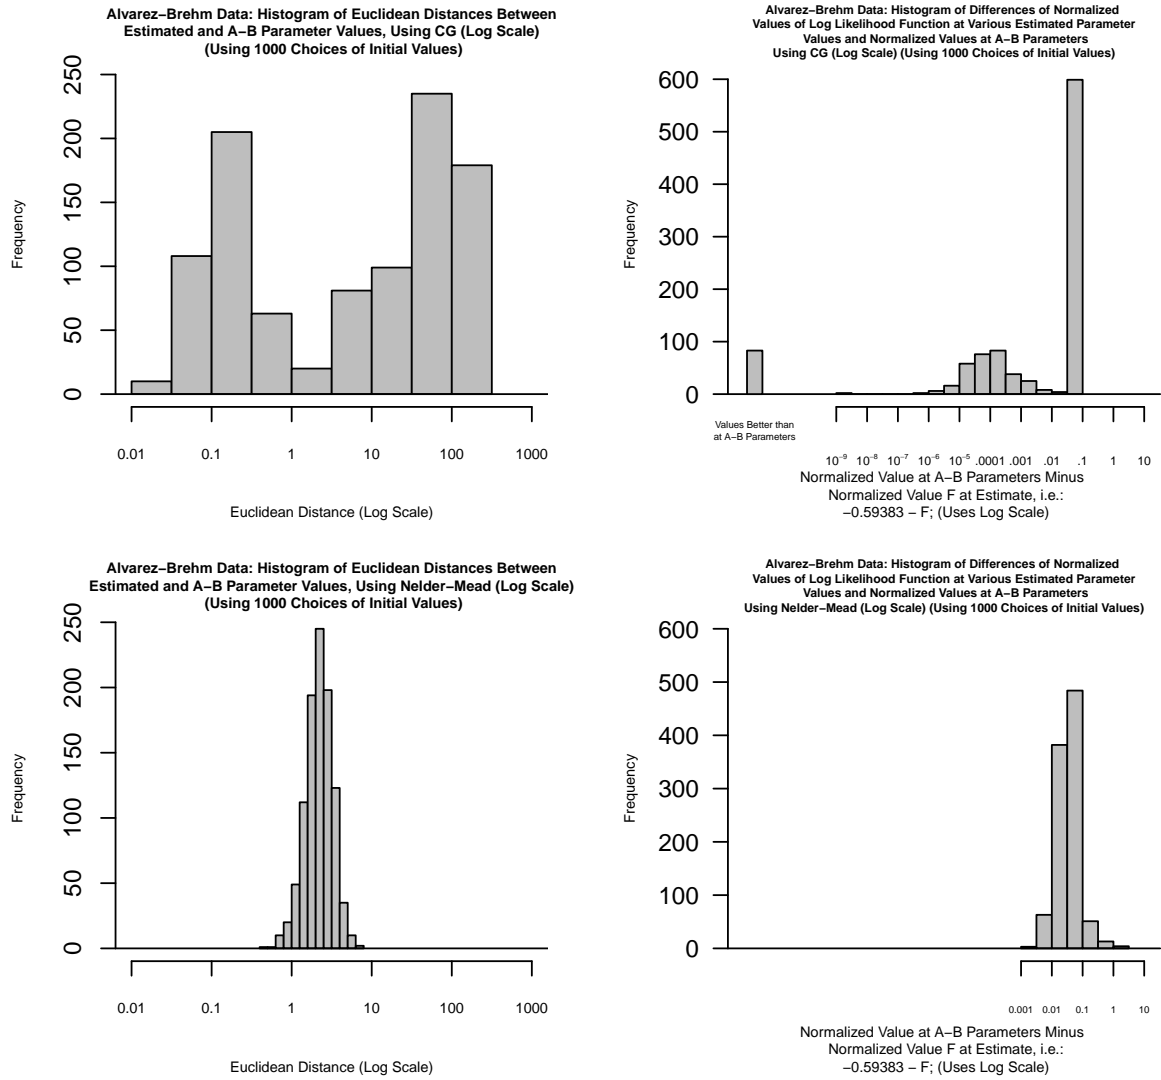 Alvarez−Brehm Data: Histogram of Euclidean Distances Between
Estimated and A−B Parameter Values, Using CG (Log Scale)
(Using 1000 Choices of Initial Values)
250
200
150
100
50
0
Frequency
0.01 0.1 1 10 100 1000
Euclidean Distance (Log Scale)
Alvarez−Brehm Data: Histogram of Differences of Normalized
Values of Log Likelihood Function at Various Estimated Parameter
Values and Normalized Values at A−B Parameters
Using CG (Log Scale) (Using 1000 Choices of Initial Values)
600
500
400
300
200
100
0
Frequency
Values Better than
at A−B Parameters
10⁻⁹ 10⁻⁸ 10⁻⁷ 10⁻⁶ 10⁻⁵ .0001 .001 .01 .1 1 10
Normalized Value at A−B Parameters Minus
Normalized Value F at Estimate, i.e.:
−0.59383 − F; (Uses Log Scale)
Alvarez−Brehm Data: Histogram of Euclidean Distances Between
Estimated and A−B Parameter Values, Using Nelder−Mead (Log Scale)
(Using 1000 Choices of Initial Values)
250
200
150
100
50
0
Frequency
0.01 0.1 1 10 100 1000
Euclidean Distance (Log Scale)
Alvarez−Brehm Data: Histogram of Differences of Normalized
Values of Log Likelihood Function at Various Estimated Parameter
Values and Normalized Values at A−B Parameters
Using Nelder−Mead (Log Scale) (Using 1000 Choices of Initial Values)
600
500
400
300
200
100
0
Frequency
0.001 0.01 0.1 1 10
Normalized Value at A−B Parameters Minus
Normalized Value F at Estimate, i.e.:
−0.59383 − F; (Uses Log Scale)